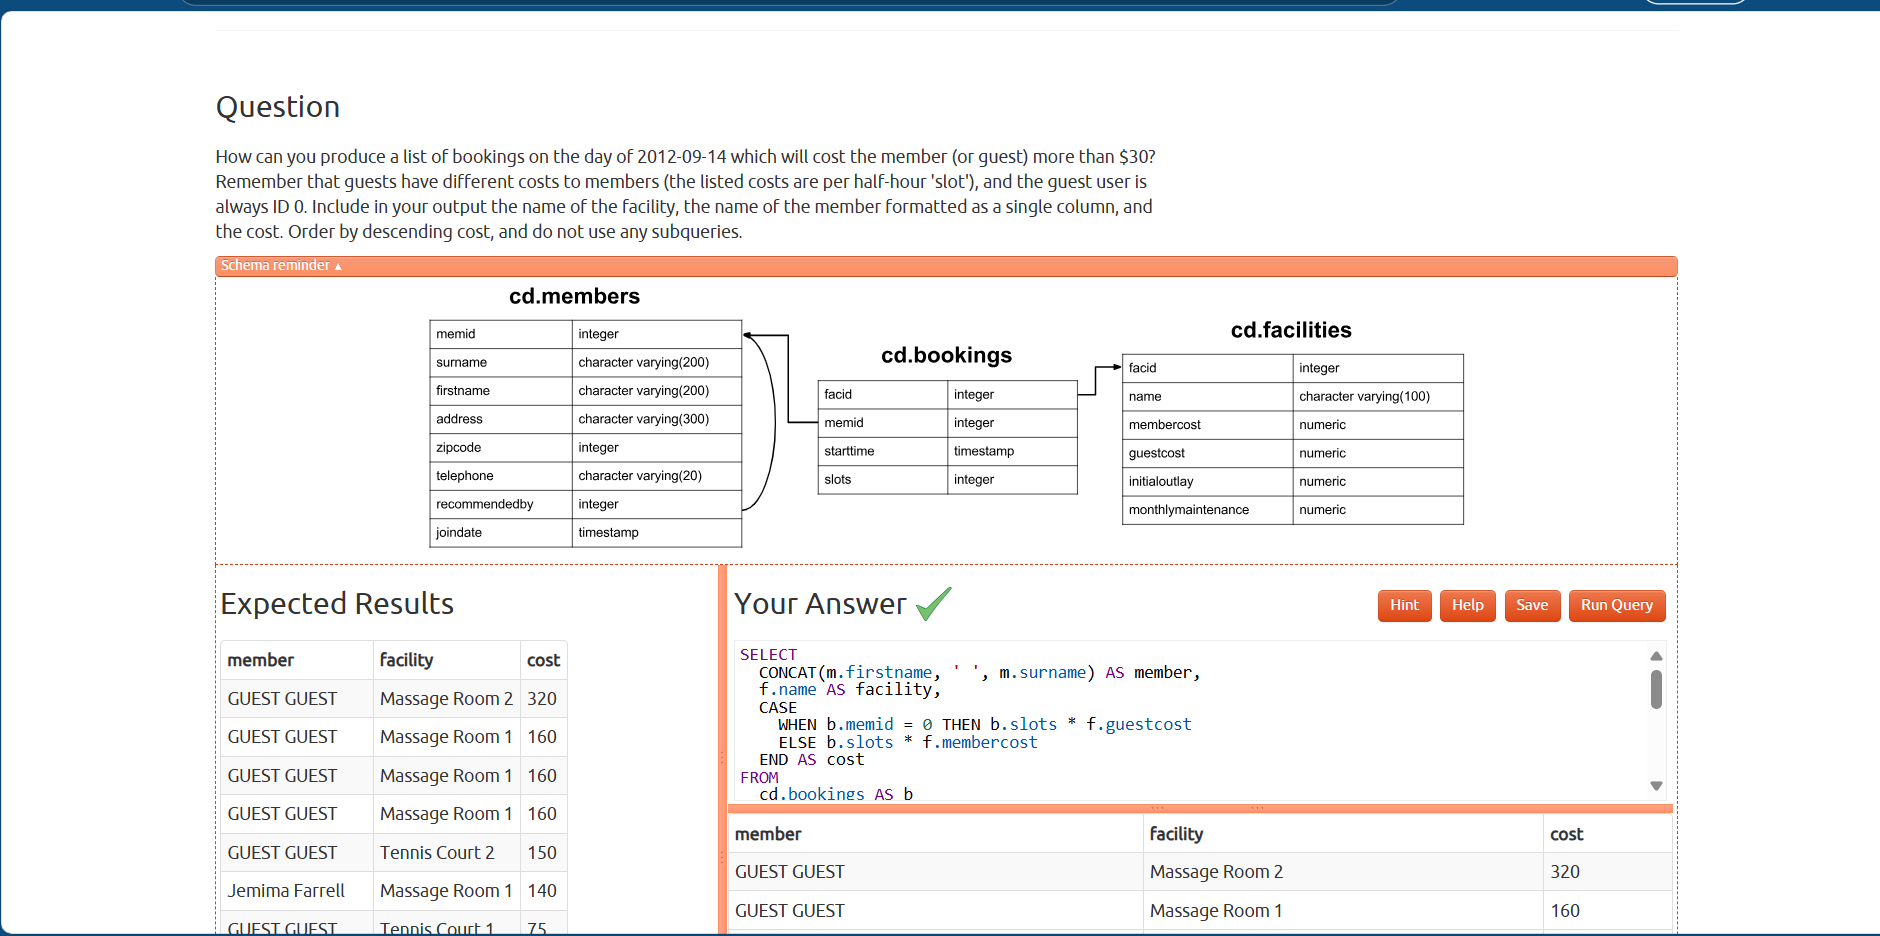 Question
How can you produce a list of bookings on the day of 2012-09-14 which will cost the member (or guest) more than $30?
Remember that guests have different costs to members (the listed costs are per half-hour 'slot'), and the guest user is
always ID 0. Include in your output the name of the facility, the name of the member formatted as a single column, and
the cost. Order by descending cost, and do not use any subqueries.
Schema reminder ▲
cd.members
memid integer
surname character varying(200)
firstname character varying(200)
address character varying(300)
zipcode integer
telephone character varying(20)
recommendedby integer
joindate timestamp
cd.bookings
facid integer
memid integer
starttime timestamp
slots integer
cd.facilities
facid integer
name character varying(100)
membercost numeric
guestcost numeric
initialoutlay numeric
monthlymaintenance numeric
Expected Results
member facility cost
GUEST GUEST Massage Room 2 320
GUEST GUEST Massage Room 1 160
GUEST GUEST Massage Room 1 160
GUEST GUEST Massage Room 1 160
GUEST GUEST Tennis Court 2 150
Jemima Farrell Massage Room 1 140
GUEST GUEST Tennis Court 1 75
Your Answer
Hint Help Save Run Query
SELECT
CONCAT(m.firstname, ' ', m.surname) AS member,
f.name AS facility,
CASE
WHEN b.memid = 0 THEN b.slots * f.guestcost
ELSE b.slots * f.membercost
END AS cost
FROM
cd.bookings AS b
member facility cost
GUEST GUEST Massage Room 2 320
GUEST GUEST Massage Room 1 160